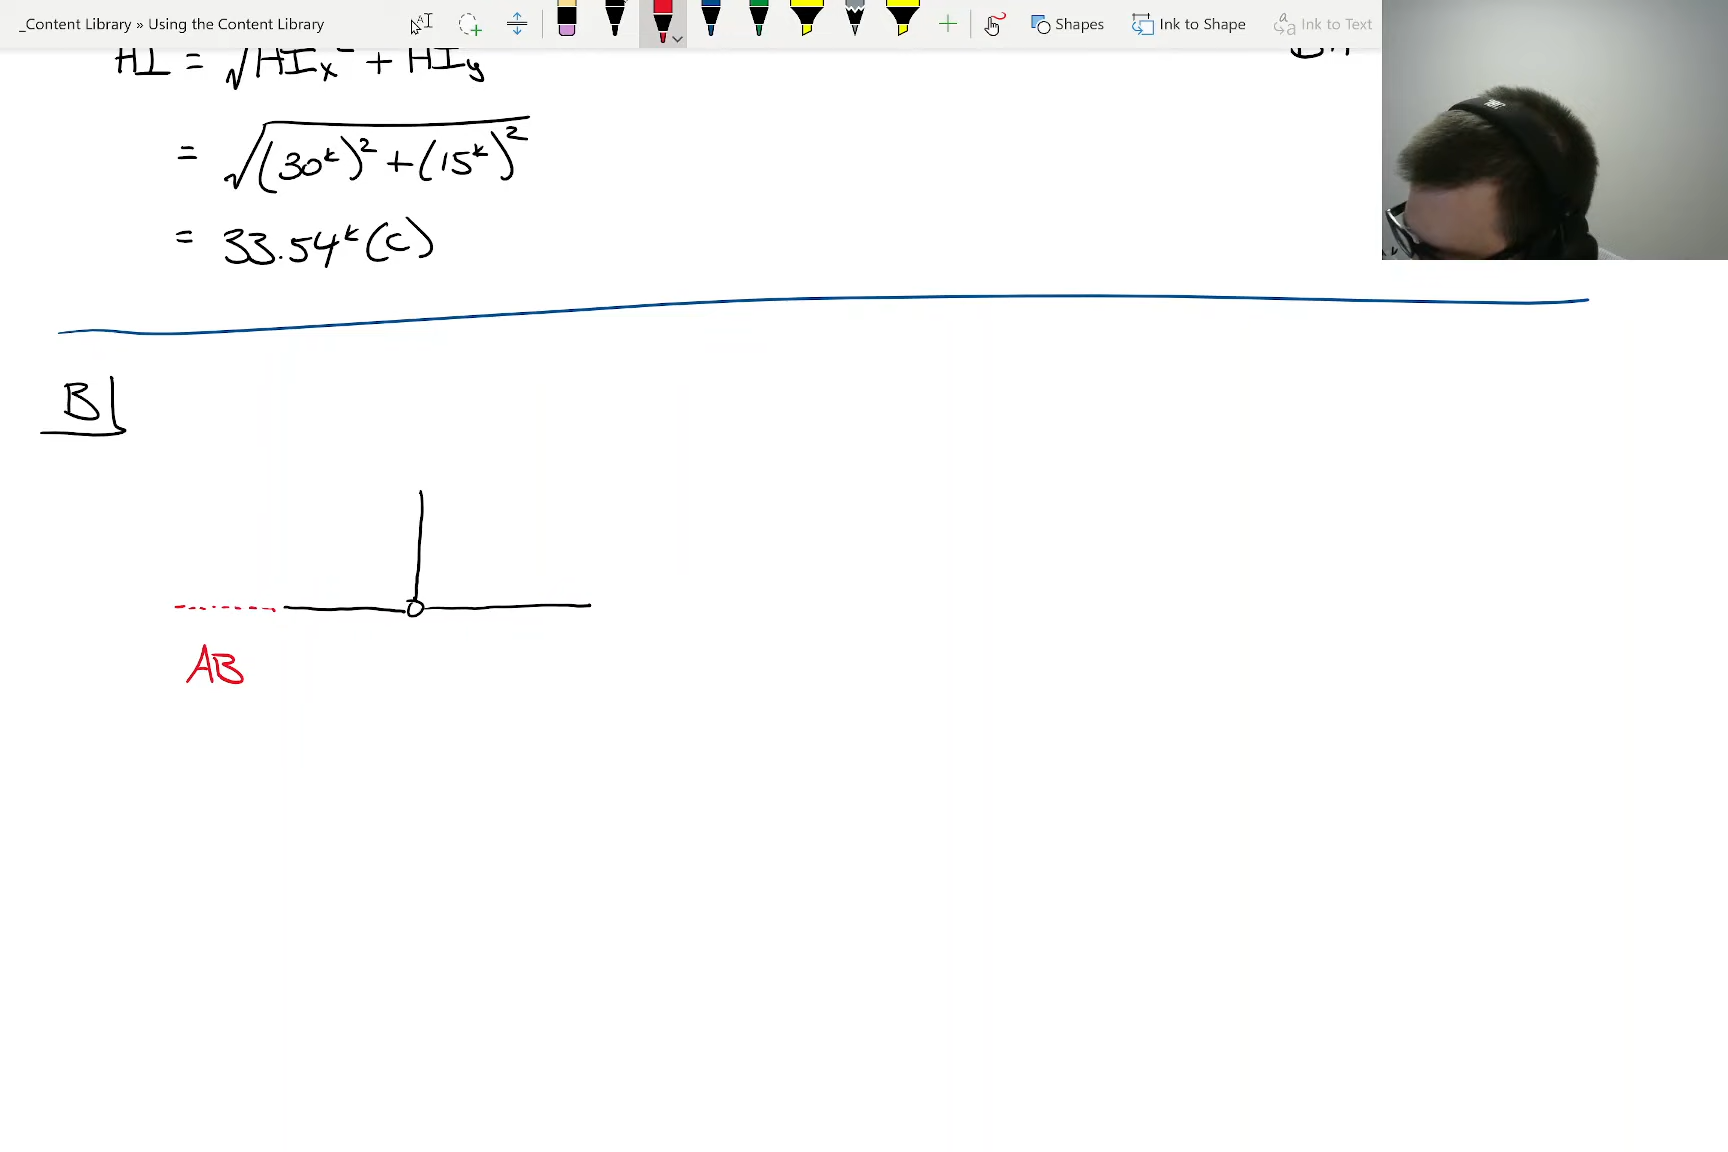 _Content Library » Using the Content Library
Shapes
Ink to Shape
Ink to Text
HI = √HIx² + HIy
= √(30ᵏ)² + (15ᵏ)²
= 33.54ᵏ (C)
B
AB